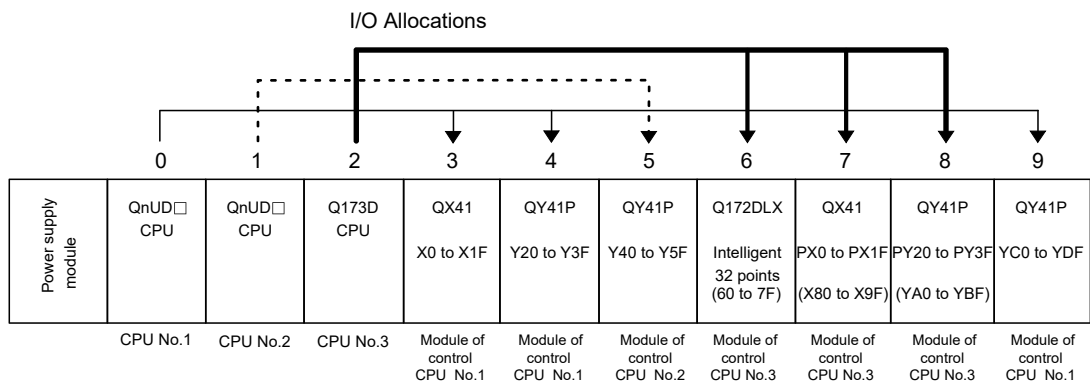 I/O Allocations
0 1 2 3 4 5 6 7 8 9
Power supply
module
QnUD□
CPU
QnUD□
CPU
Q173D
CPU
QX41
X0 to X1F
QY41P
Y20 to Y3F
QY41P
Y40 to Y5F
Q172DLX
Intelligent
32 points
(60 to 7F)
QX41
PX0 to PX1F
(X80 to X9F)
QY41P
PY20 to PY3F
(YA0 to YBF)
QY41P
YC0 to YDF
CPU No.1
CPU No.2
CPU No.3
Module of
control
CPU No.1
Module of
control
CPU No.1
Module of
control
CPU No.2
Module of
control
CPU No.3
Module of
control
CPU No.3
Module of
control
CPU No.3
Module of
control
CPU No.1